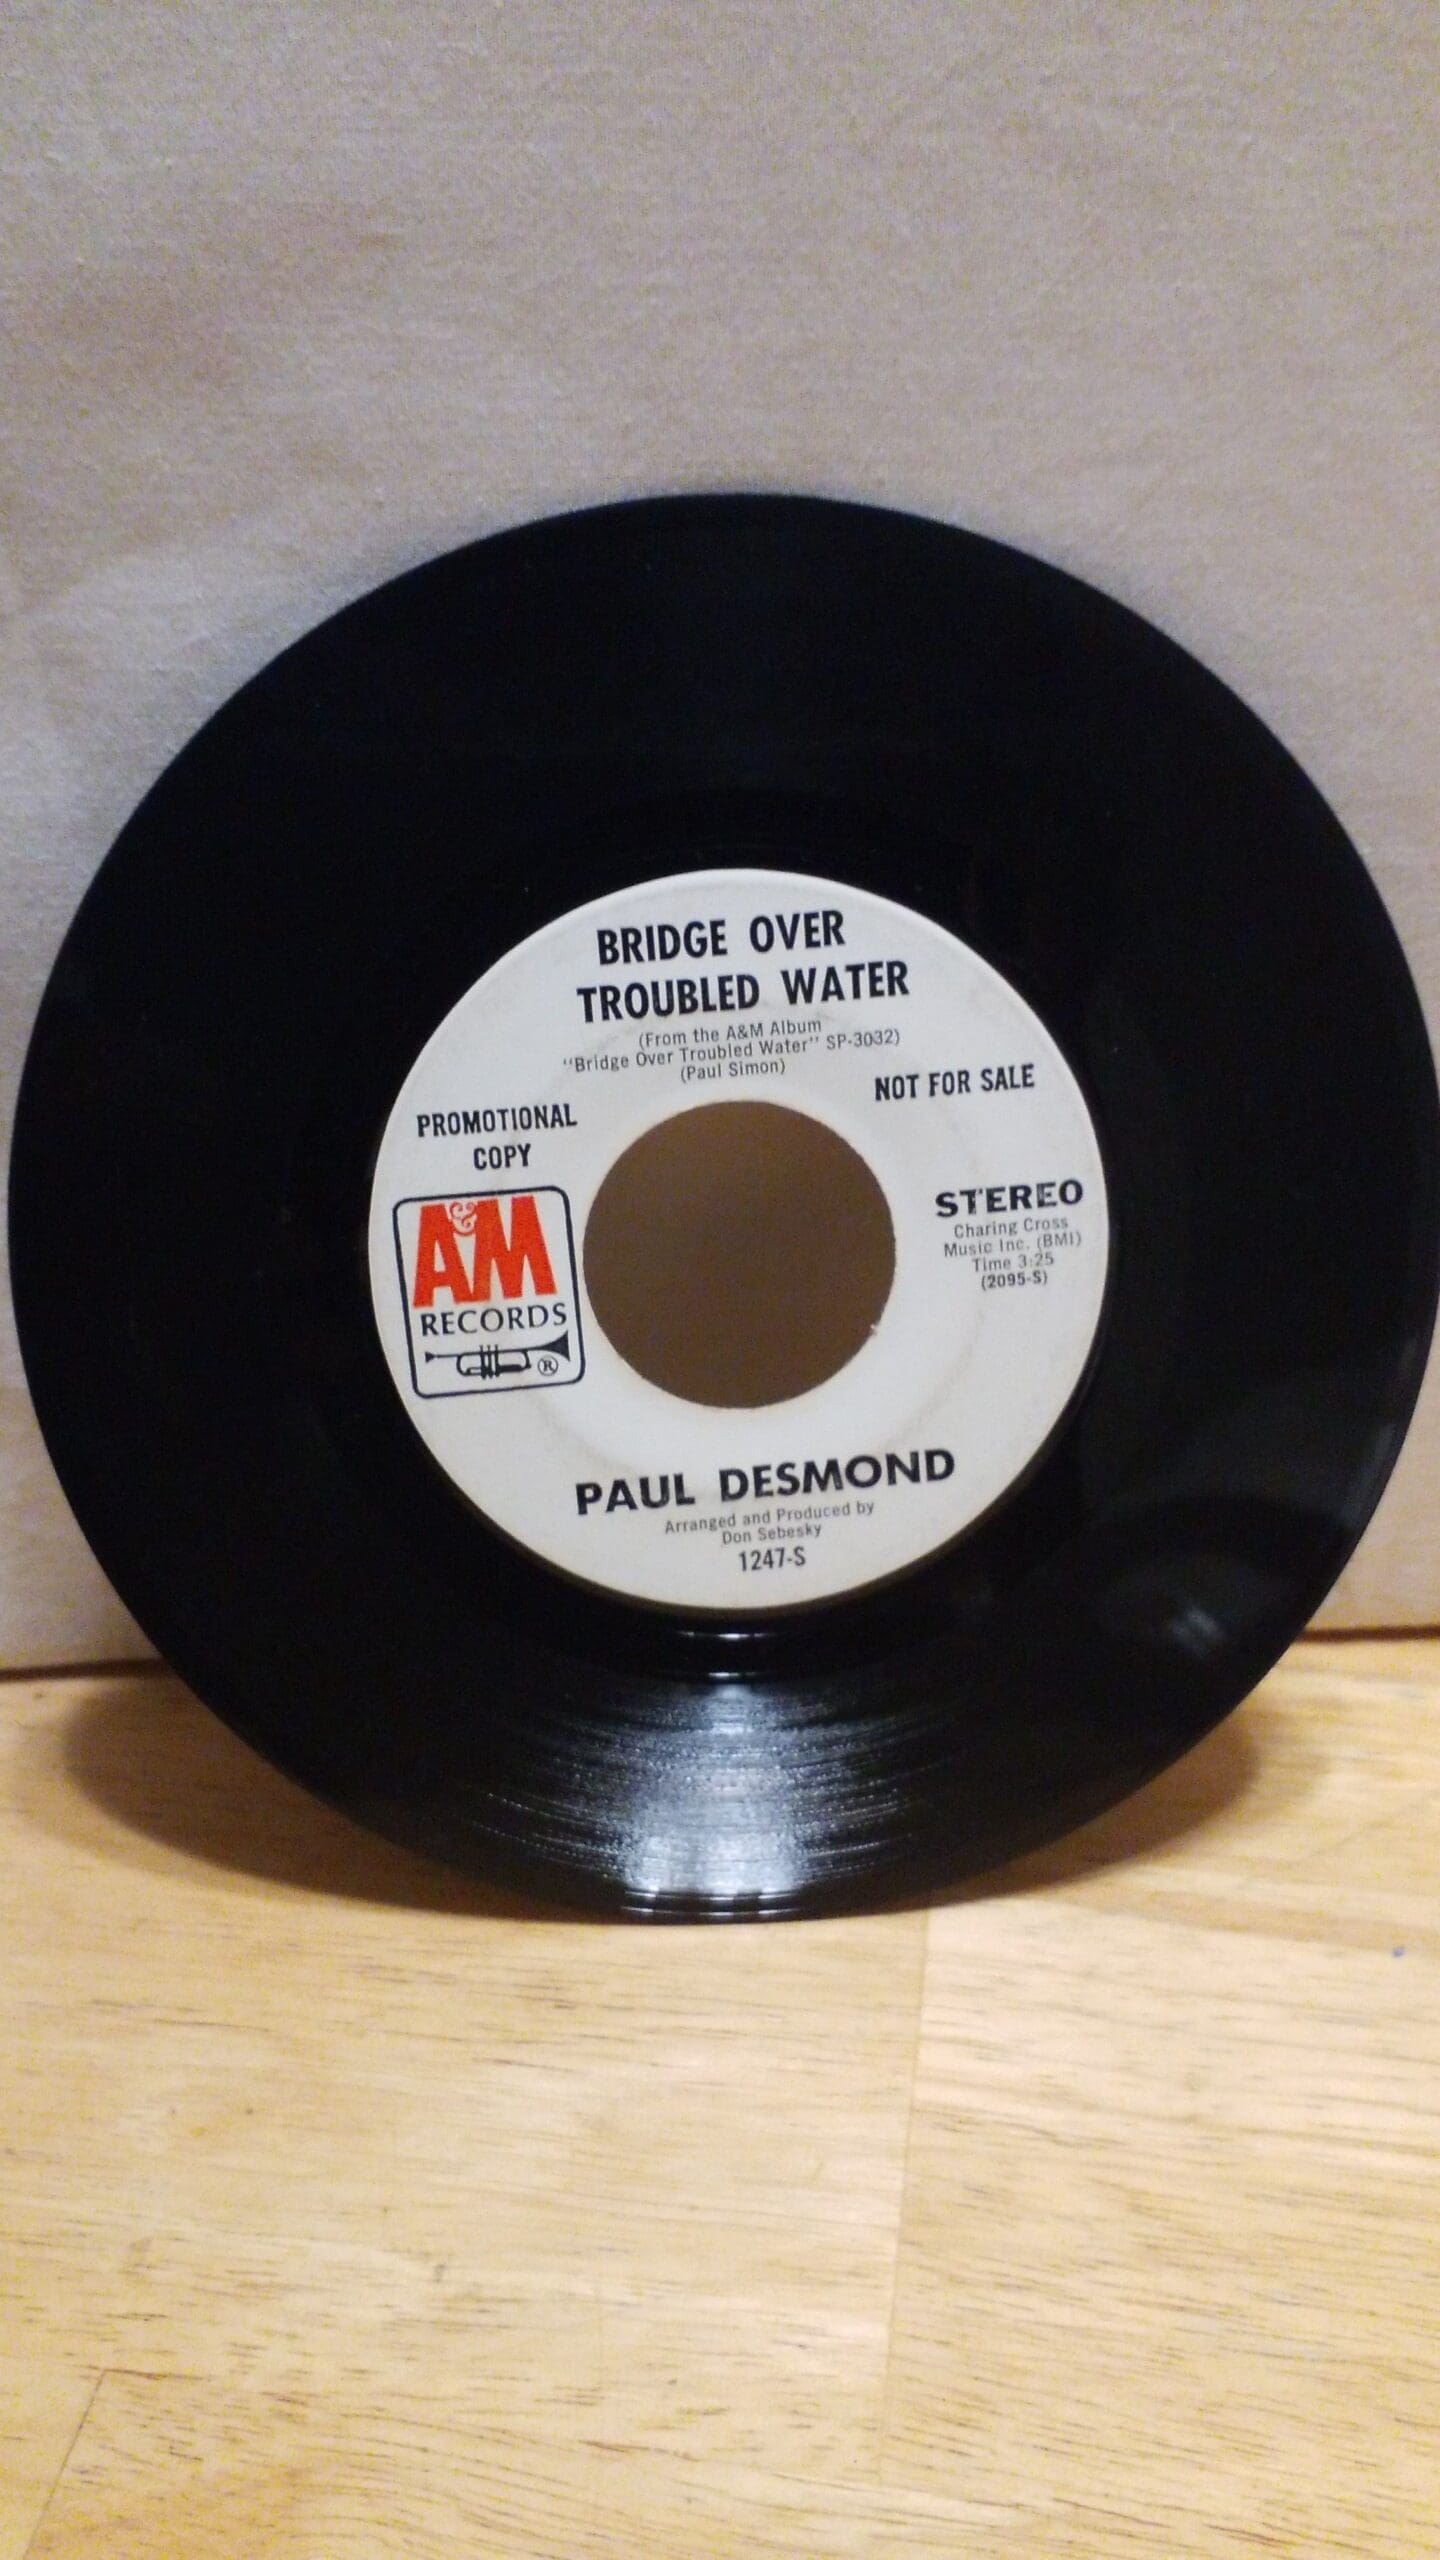 BRIDGE OVER
TROUBLED WATER
(From the A&M Album
"Bridge Over Troubled Water" SP-3032)
(Paul Simon)
NOT FOR SALE
PROMOTIONAL
COPY
A&M
RECORDS
®
STEREO
Charing Cross
Music Inc. (BMI)
Time 3:25
(2095-S)
PAUL DESMOND
Arranged and Produced by
Don Sebesky
1247-S